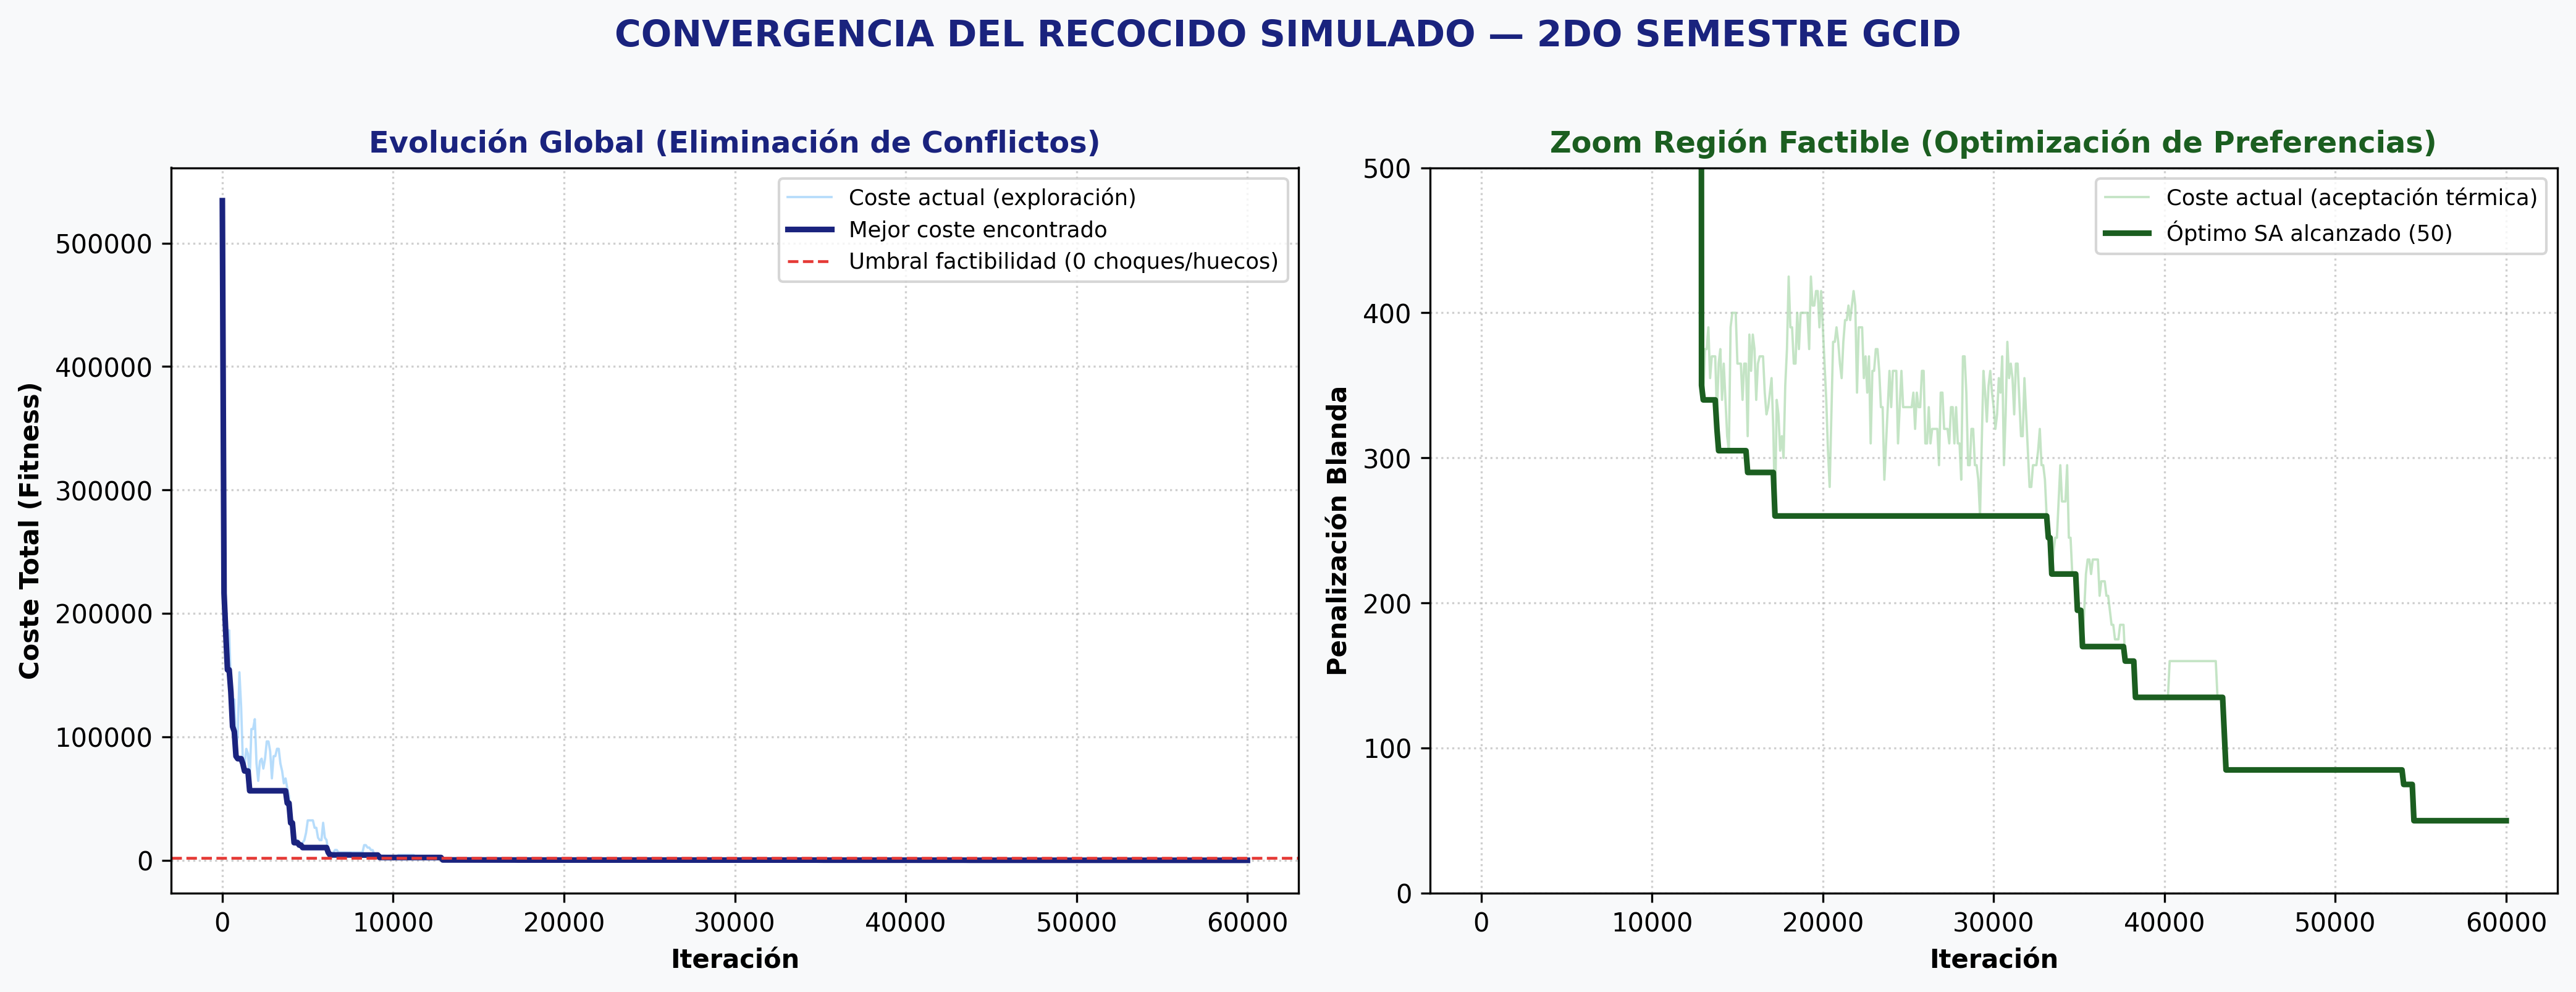 CONVERGENCIA DEL RECOCIDO SIMULADO — 2DO SEMESTRE GCID
Evolución Global (Eliminación de Conflictos)
Coste actual (exploración)
Mejor coste encontrado
Umbral factibilidad (0 choques/huecos)
Coste Total (Fitness)
500000
400000
300000
200000
100000
0
0 10000 20000 30000 40000 50000 60000
Iteración
Zoom Región Factible (Optimización de Preferencias)
Coste actual (aceptación térmica)
Óptimo SA alcanzado (50)
Penalización Blanda
500
400
300
200
100
0
0 10000 20000 30000 40000 50000 60000
Iteración